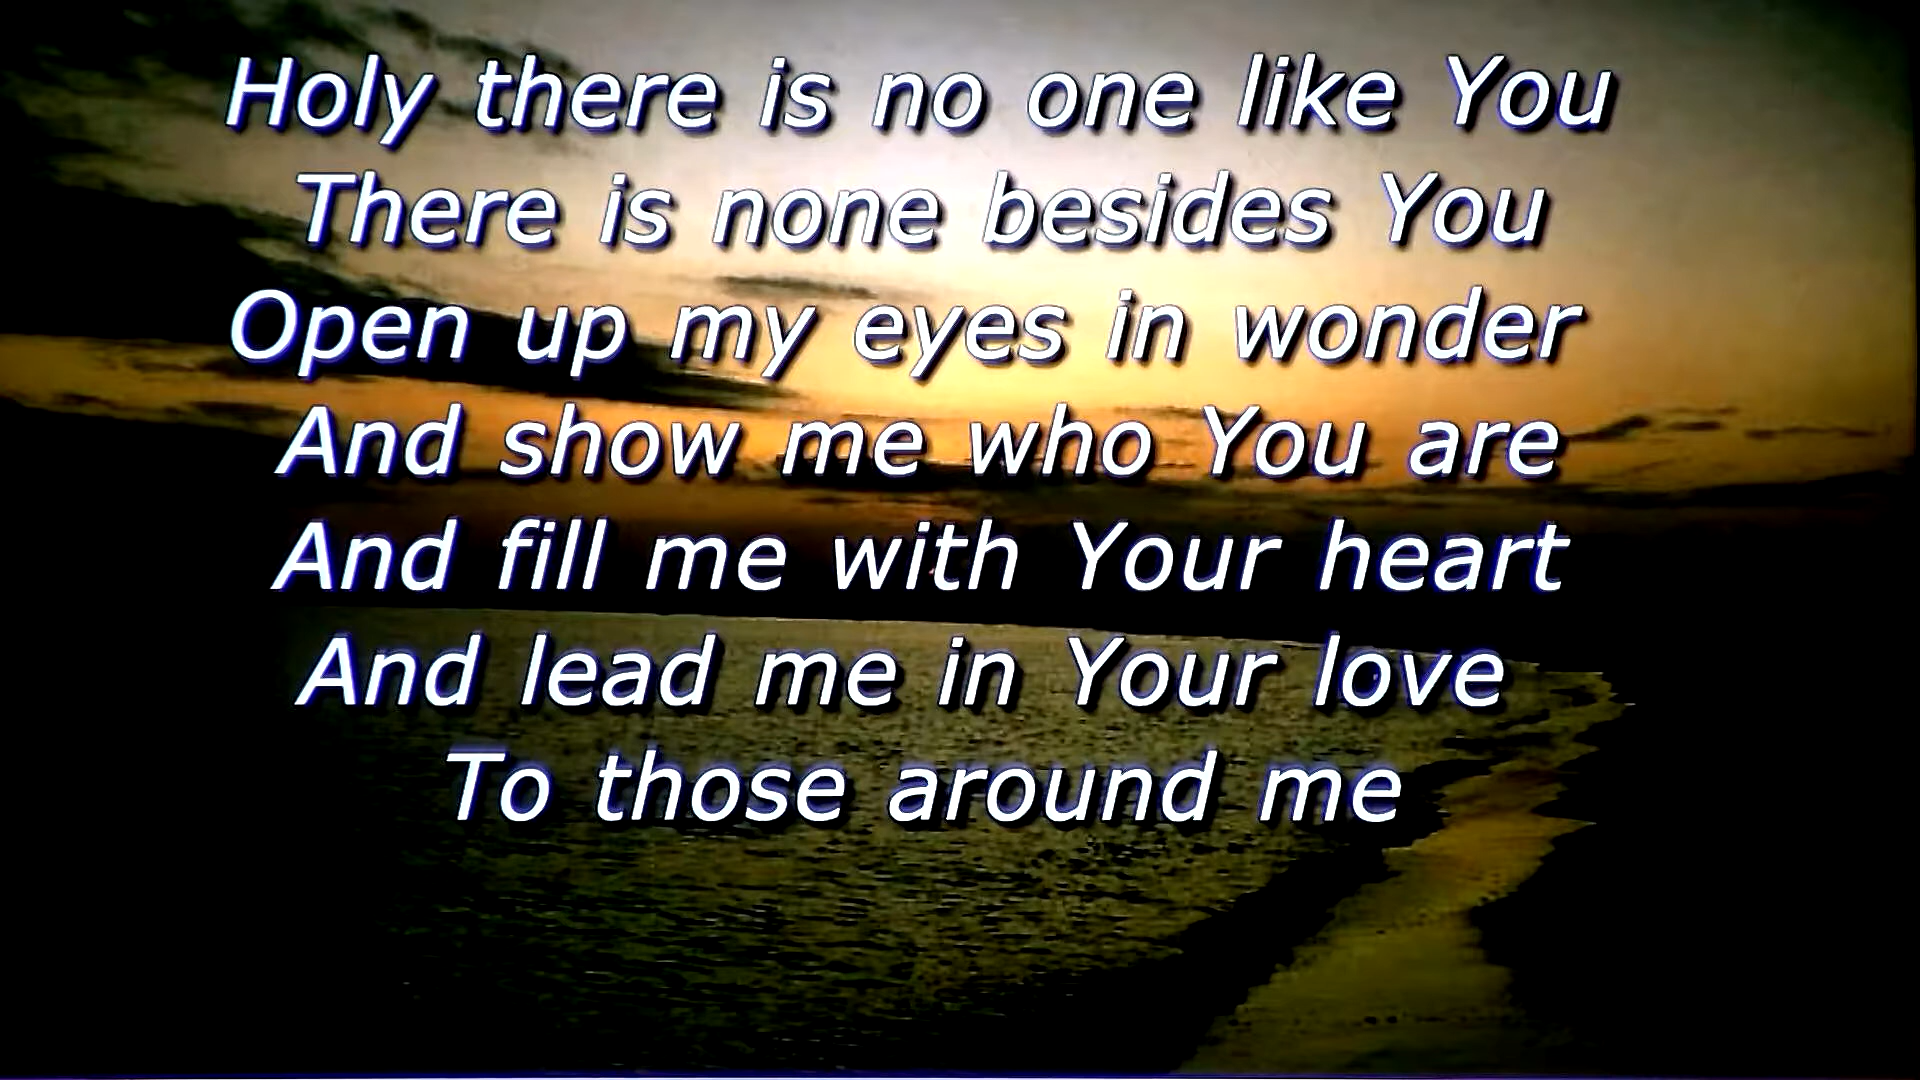 Holy there is no one like You
There is none besides You
Open up my eyes in wonder
And show me who You are
And fill me with Your heart
And lead me in Your love
To those around me